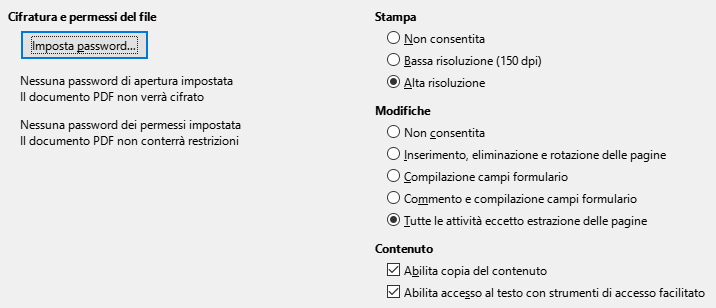 Cifratura e permessi del file
Imposta password...
Nessuna password di apertura impostata
Il documento PDF non verrà cifrato
Nessuna password dei permessi impostata
Il documento PDF non conterrà restrizioni
Stampa
Non consentita
Bassa risoluzione (150 dpi)
Alta risoluzione
Modifiche
Non consentita
Inserimento, eliminazione e rotazione delle pagine
Compilazione campi formulario
Commento e compilazione campi formulario
Tutte le attività eccetto estrazione delle pagine
Contenuto
Abilita copia del contenuto
Abilita accesso al testo con strumenti di accesso facilitato